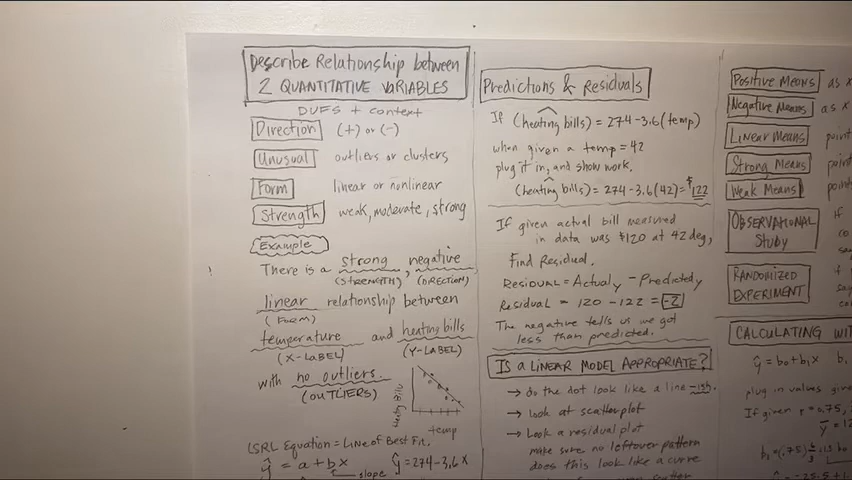 Describe Relationship between
2 QUANTITATIVE VARIABLES
DUFS + context
Direction (+) or (-)
Unusual outliers or clusters
Form linear or nonlinear
Strength weak, moderate, strong
Example
There is a strong negative,
(STRENGTH) (DIRECTION)
linear relationship between
(FORM)
temperature and heating bills
(X-LABEL) (Y-LABEL)
with no outliers.
(OUTLIERS)
temp
LSRL Equation = Line of Best Fit.
ŷ = a + bx ŷ = 274 - 3.6 x
slope
Predictions & Residuals
If (heating bills) = 274 - 3.6 (temp)
when given a temp = 42
plug it in, and show work.
(heating bills) = 274 - 3.6 (42) = $122
If given actual bill measured
in data was $120 at 42 deg,
Find Residual.
Residual = Actual y - Predicted y
Residual = 120 - 122 = -2
The negative tells us we got
less than predicted.
Is a LINEAR MODEL APPROPRIATE?
→ do the dot look like a line-ish.
→ look at scatterplot
→ Look a residual plot
make sure no leftover pattern
does this look like a curve
Positive Means as x
Negative Means as x
Linear Means point
Strong Means point
Weak Means points
OBSERVATIONAL If
STUDY
RANDOMIZED
EXPERIMENT
CALCULATING
ŷ = b₀ + b₁x b₁
plug in values
If given r = 0.75,